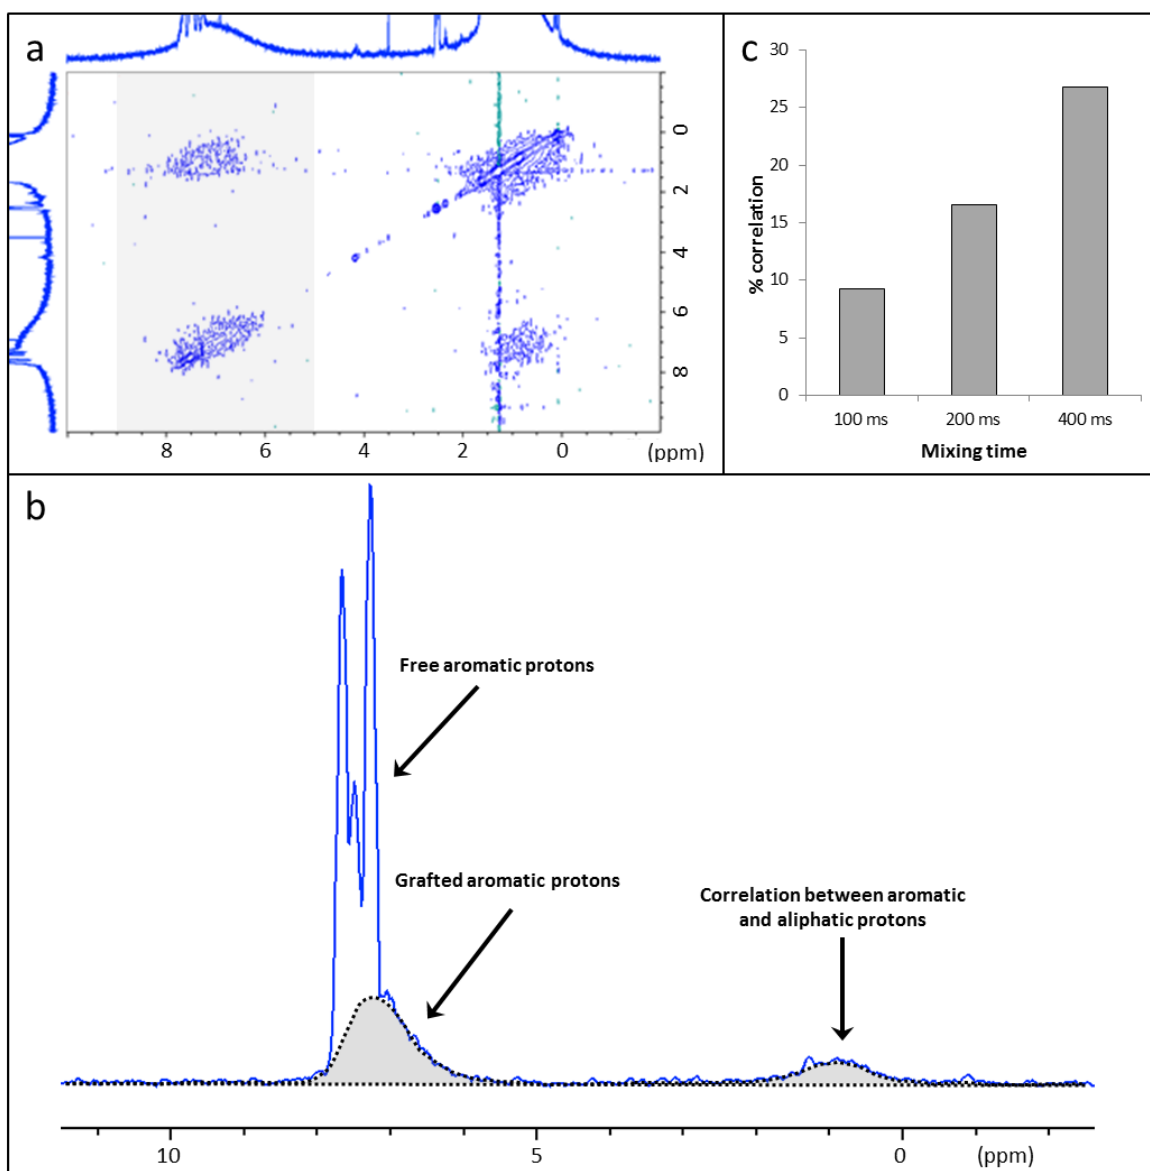 a
0
2
4
6
8
8 6 4 2 0 (ppm)
c
30
25
20
15
10
5
0
% correlation
100 ms 200 ms 400 ms
Mixing time
b
Free aromatic protons
Grafted aromatic protons
Correlation between aromatic
and aliphatic protons
10 5 0 (ppm)